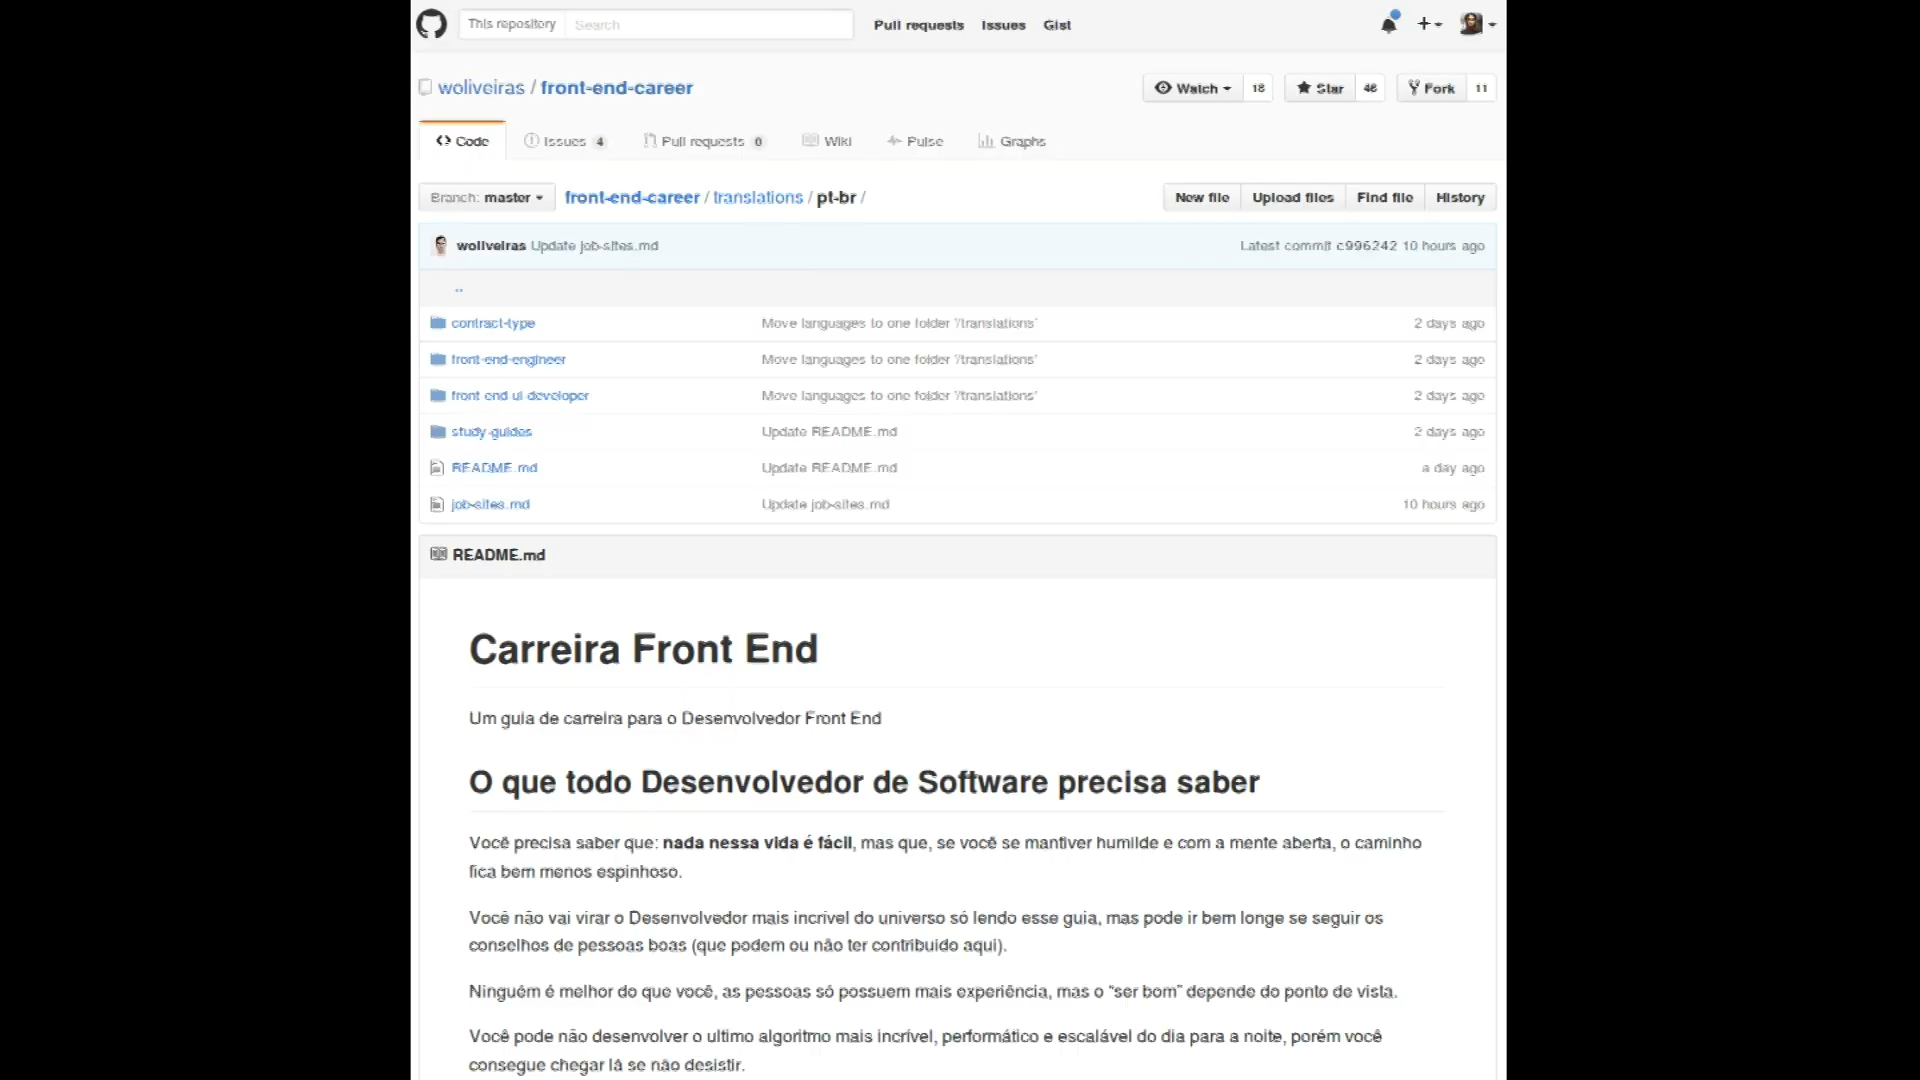 This repository Search Pull requests Issues Gist
woliveiras / front-end-career Watch 18 Star 46 Fork 11
Code Issues 4 Pull requests 0 Wiki Pulse Graphs
Branch: master front-end-career / translations / pt-br / New file Upload files Find file History
woliveiras Update job-sites.md Latest commit c996242 10 hours ago
..
contract-type Move languages to one folder '/translations' 2 days ago
front-end-engineer Move languages to one folder '/translations' 2 days ago
front-end-ui-developer Move languages to one folder '/translations' 2 days ago
study-guides Update README.md 2 days ago
README.md Update README.md a day ago
job-sites.md Update job-sites.md 10 hours ago
README.md
Carreira Front End
Um guia de carreira para o Desenvolvedor Front End
O que todo Desenvolvedor de Software precisa saber
Você precisa saber que: nada nessa vida é fácil, mas que, se você se mantiver humilde e com a mente aberta, o caminho
fica bem menos espinhoso.
Você não vai virar o Desenvolvedor mais incrível do universo só lendo esse guia, mas pode ir bem longe se seguir os
conselhos de pessoas boas (que podem ou não ter contribuido aqui).
Ninguém é melhor do que você, as pessoas só possuem mais experiência, mas o “ser bom” depende do ponto de vista.
Você pode não desenvolver o ultimo algoritmo mais incrível, performático e escalável do dia para a noite, porém você
consegue chegar lá se não desistir.